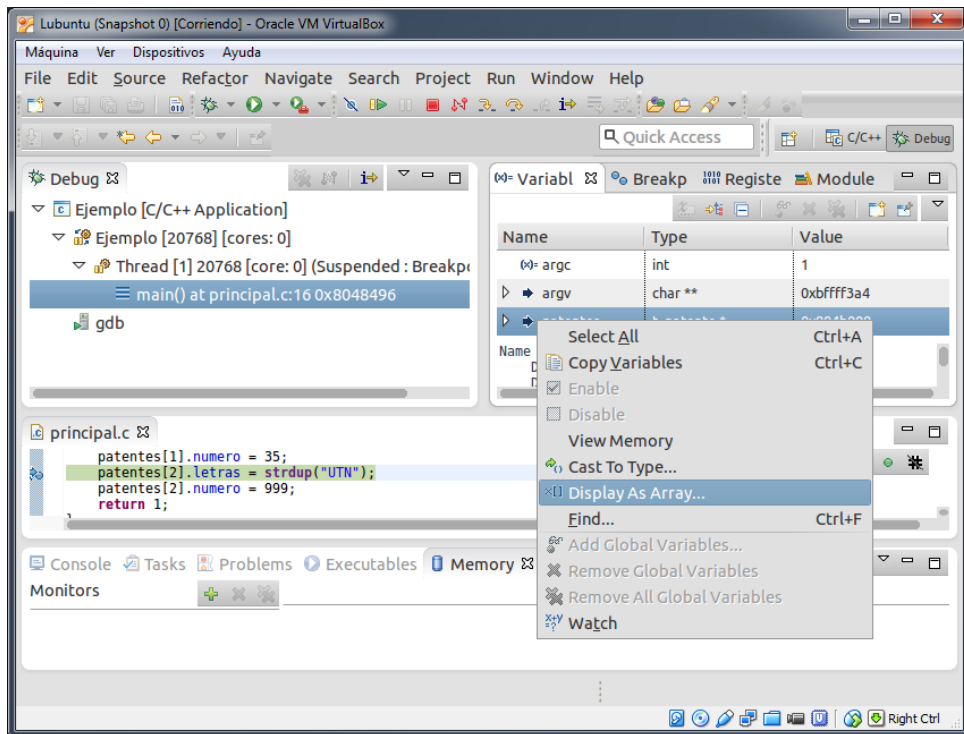 Lubuntu (Snapshot 0) [Corriendo] - Oracle VM VirtualBox
Máquina Ver Dispositivos Ayuda
File Edit Source Refactor Navigate Search Project Run Window Help
Quick Access C/C++ Debug
Debug
Ejemplo [C/C++ Application]
Ejemplo [20768] [cores: 0]
Thread [1] 20768 [core: 0] (Suspended : Breakpo
main() at principal.c:16 0x8048496
gdb
(x)= Variabl Breakp 1010 0101 Registe Module
Name Type Value
(x)= argc int 1
argv char ** 0xbffff3a4
Name
Select All Ctrl+A
Copy Variables Ctrl+C
Enable
Disable
View Memory
Cast To Type...
Display As Array...
Find... Ctrl+F
Add Global Variables...
Remove Global Variables
Remove All Global Variables
Watch
principal.c
patentes[1].numero = 35;
patentes[2].letras = strdup("UTN");
patentes[2].numero = 999;
return 1;
Console Tasks Problems Executables Memory
Monitors
Right Ctrl